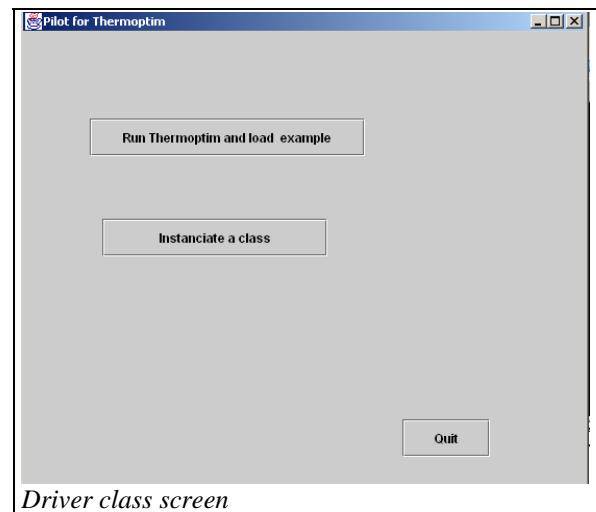 Pilot for Thermoptim
Run Thermoptim and load example
Instanciate a class
Quit
Driver class screen